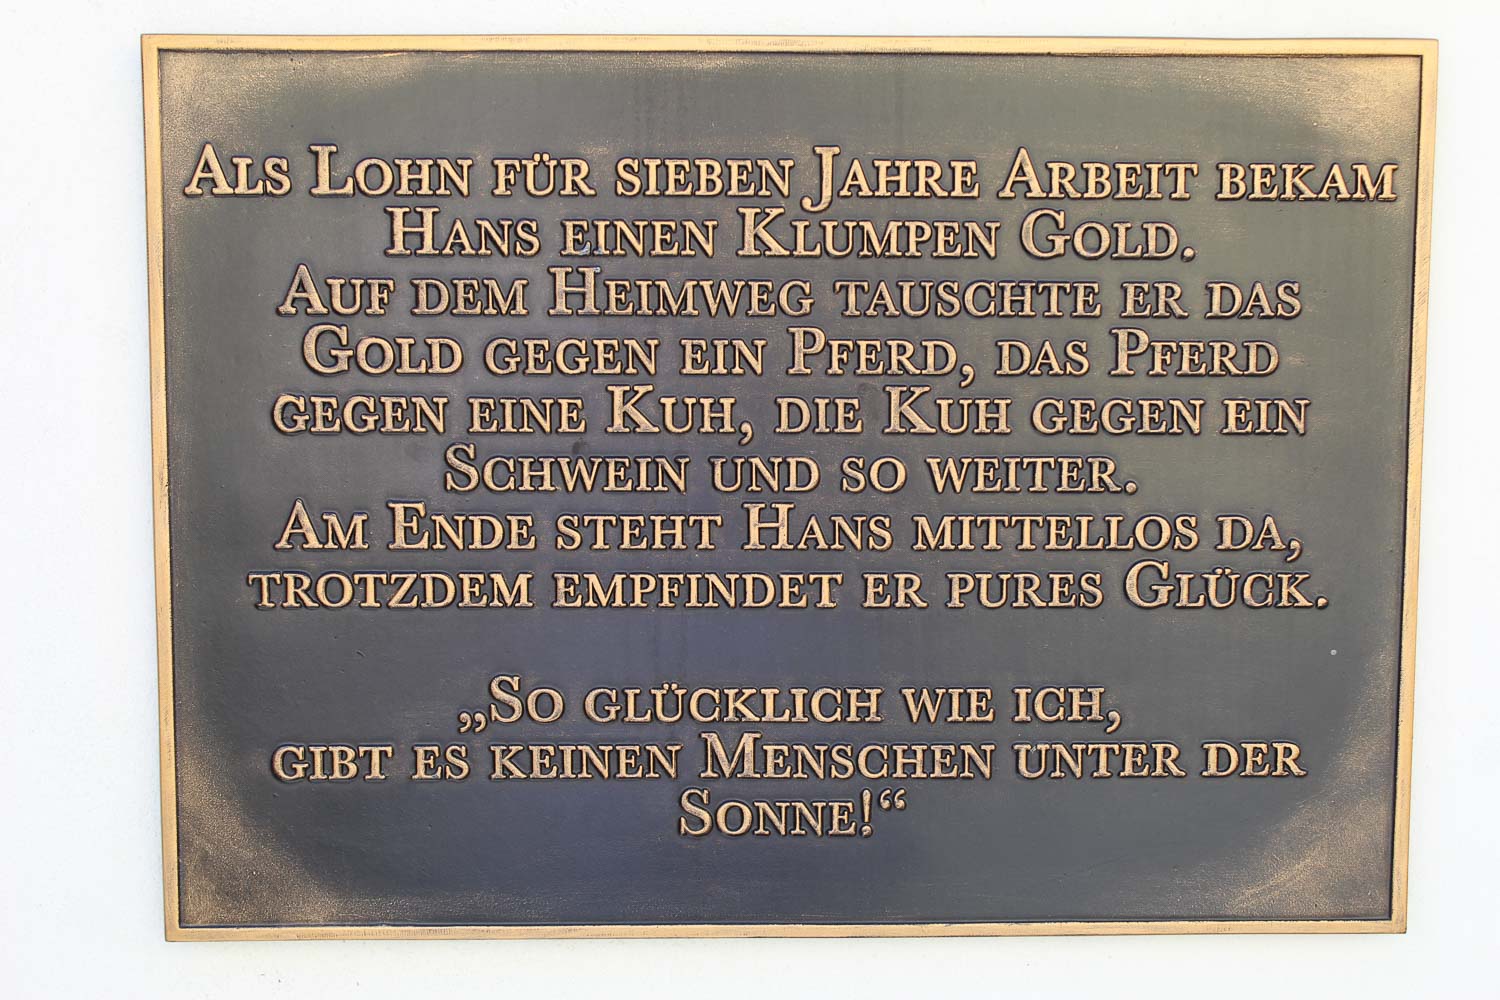 Als Lohn für sieben Jahre Arbeit bekam
Hans einen Klumpen Gold.
Auf dem Heimweg tauschte er das
Gold gegen ein Pferd, das Pferd
gegen eine Kuh, die Kuh gegen ein
Schwein und so weiter.
Am Ende steht Hans mittellos da,
trotzdem empfindet er pures Glück.
„So glücklich wie ich,
gibt es keinen Menschen unter der
Sonne!“